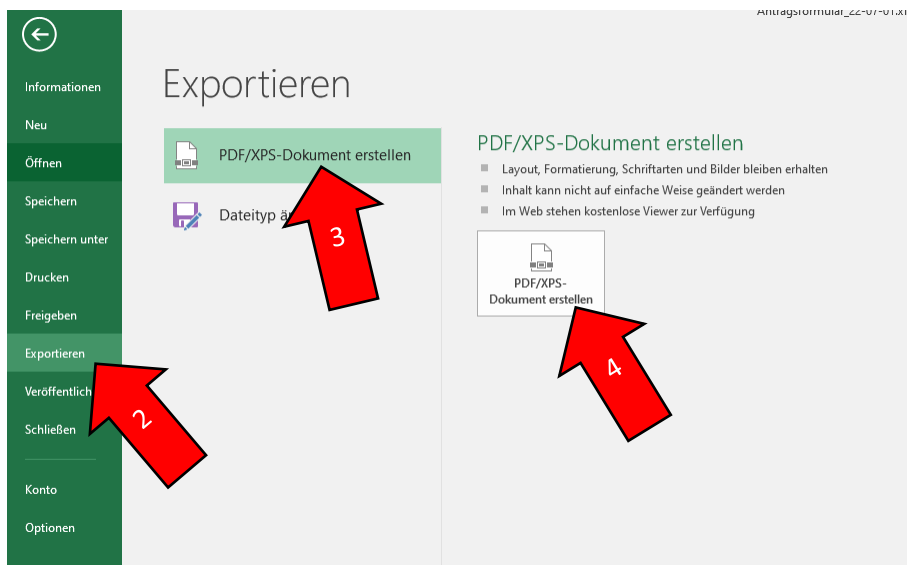 Antragsformular_22-07-01.xl
Informationen
Neu
Öffnen
Speichern
Speichern unter
Drucken
Freigeben
Exportieren
Veröffentlich
Schließen
Konto
Optionen
Exportieren
PDF/XPS-Dokument erstellen
Dateityp ä
PDF/XPS-Dokument erstellen
Layout, Formatierung, Schriftarten und Bilder bleiben erhalten
Inhalt kann nicht auf einfache Weise geändert werden
Im Web stehen kostenlose Viewer zur Verfügung
PDF/XPS-
Dokument erstellen
2
3
4